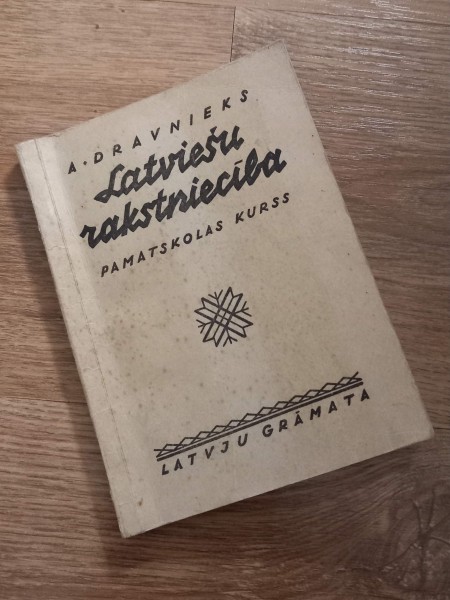 A. DRAVNIEKS
Latviešu
rakstniecība
PAMATSKOLAS KURSS
LATVJU GRĀMATA